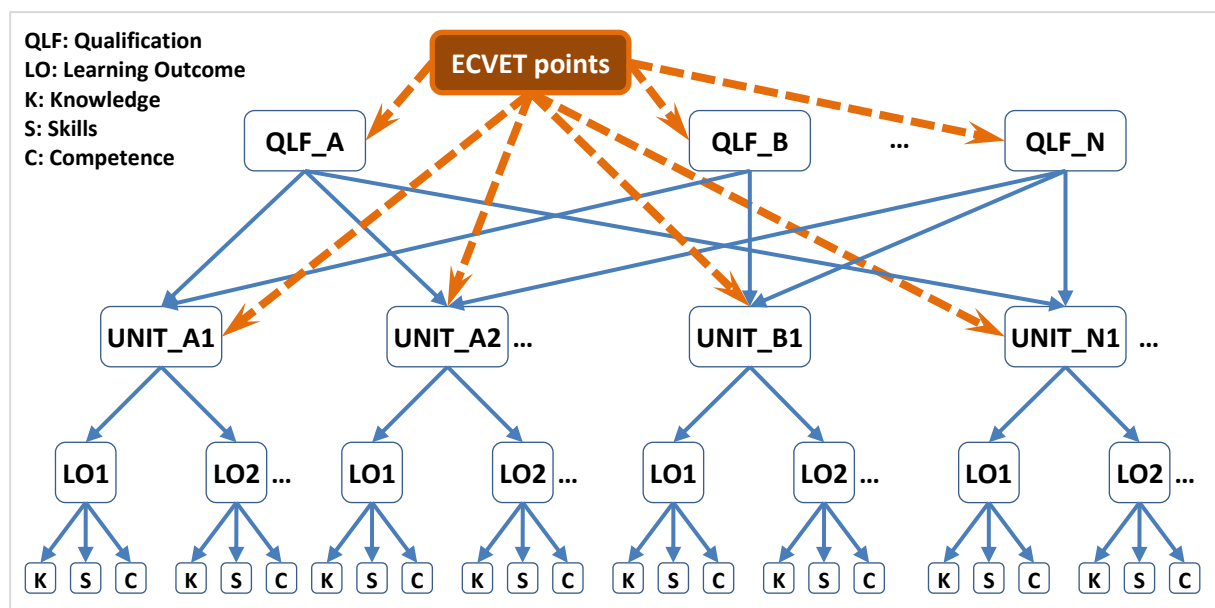 QLF: Qualification
LO: Learning Outcome
K: Knowledge
S: Skills
C: Competence
ECVET points
QLF_A QLF_B ... QLF_N
UNIT_A1 UNIT_A2 ... UNIT_B1 UNIT_N1 ...
LO1 LO2 ... LO1 LO2 ... LO1 LO2 ... LO1 LO2 ...
K S C K S C K S C K S C K S C K S C K S C K S C